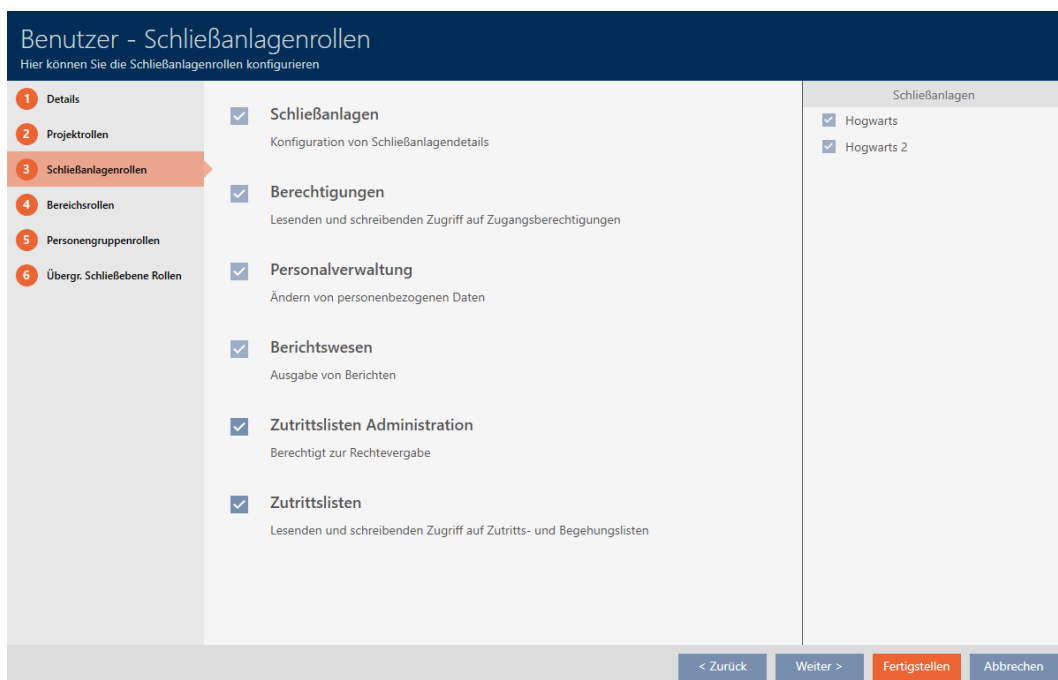 Benutzer - Schließanlagenrollen
Hier können Sie die Schließanlagenrollen konfigurieren
1 Details
2 Projektrollen
3 Schließanlagenrollen
4 Bereichsrollen
5 Personengruppenrollen
6 Übergr. Schließebene Rollen
Schließanlagen
Konfiguration von Schließanlagendetails
Berechtigungen
Lesenden und schreibenden Zugriff auf Zugangsberechtigungen
Personalverwaltung
Ändern von personenbezogenen Daten
Berichtswesen
Ausgabe von Berichten
Zutrittslisten Administration
Berechtigt zur Rechtevergabe
Zutrittslisten
Lesenden und schreibenden Zugriff auf Zutritts- und Begehungslisten
Schließanlagen
Hogwarts
Hogwarts 2
< Zurück
Weiter >
Fertigstellen
Abbrechen